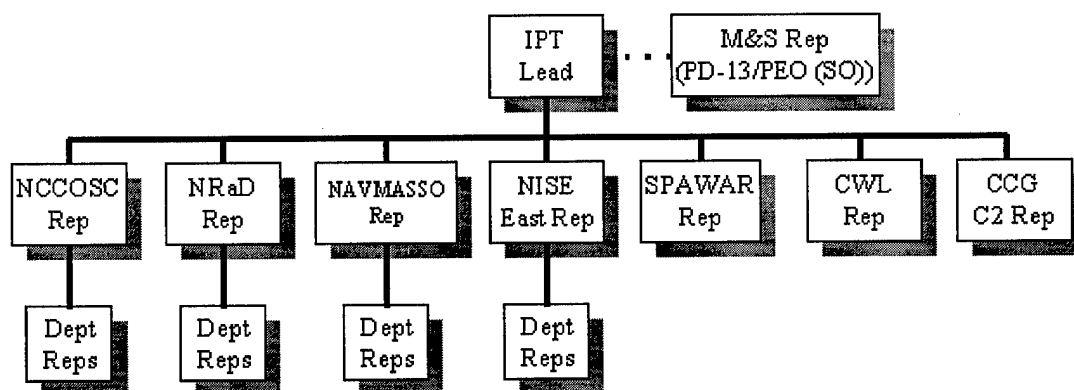 IPT
Lead
. . .
M&S Rep
(PD-13/PEO (SO))
NCCOSC
Rep
NRaD
Rep
NAVMASSO
Rep
NISE
East Rep
SPAWAR
Rep
CWL
Rep
CCG
C2 Rep
Dept
Reps
Dept
Reps
Dept
Reps
Dept
Reps